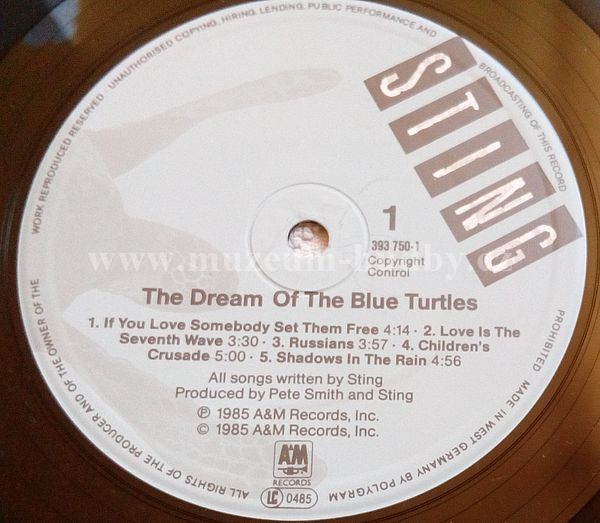 WORK REPRODUCED RESERVED · UNAUTHORISED COPYING, HIRING, LENDING, PUBLIC PERFORMANCE AND BROADCASTING OF THIS RECORD PROHIBITED · MADE IN WEST GERMANY BY POLYGRAM
ALL RIGHTS OF THE PRODUCER AND OF THE OWNER OF THE
STING
1
393 750-1
Copyright
Control
The Dream Of The Blue Turtles
1. If You Love Somebody Set Them Free 4:14 · 2. Love Is The
Seventh Wave 3:30 · 3. Russians 3:57 · 4. Children's
Crusade 5:00 · 5. Shadows In The Rain 4:56
All songs written by Sting
Produced by Pete Smith and Sting
℗ 1985 A&M Records, Inc.
© 1985 A&M Records, Inc.
A&M
RECORDS
LC 0485